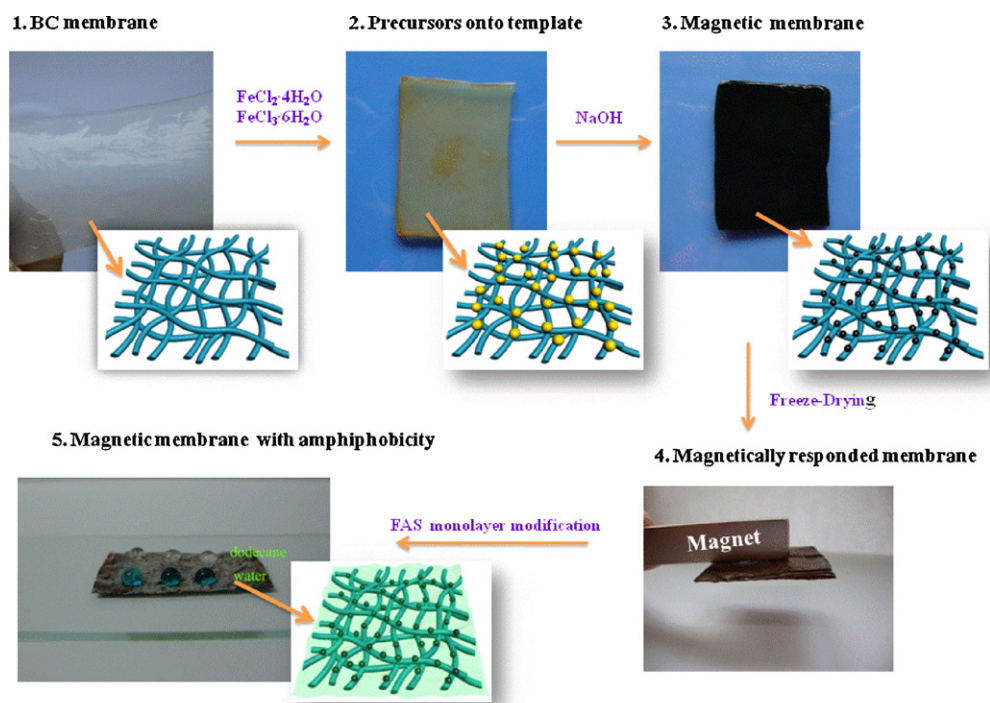 1. BC membrane
2. Precursors onto template
3. Magnetic membrane
FeCl₂·4H₂O
FeCl₃·6H₂O
NaOH
Freeze-Drying
5. Magnetic membrane with amphiphobicity
4. Magnetically responded membrane
FAS monolayer modification
Magnet
dodecane
water